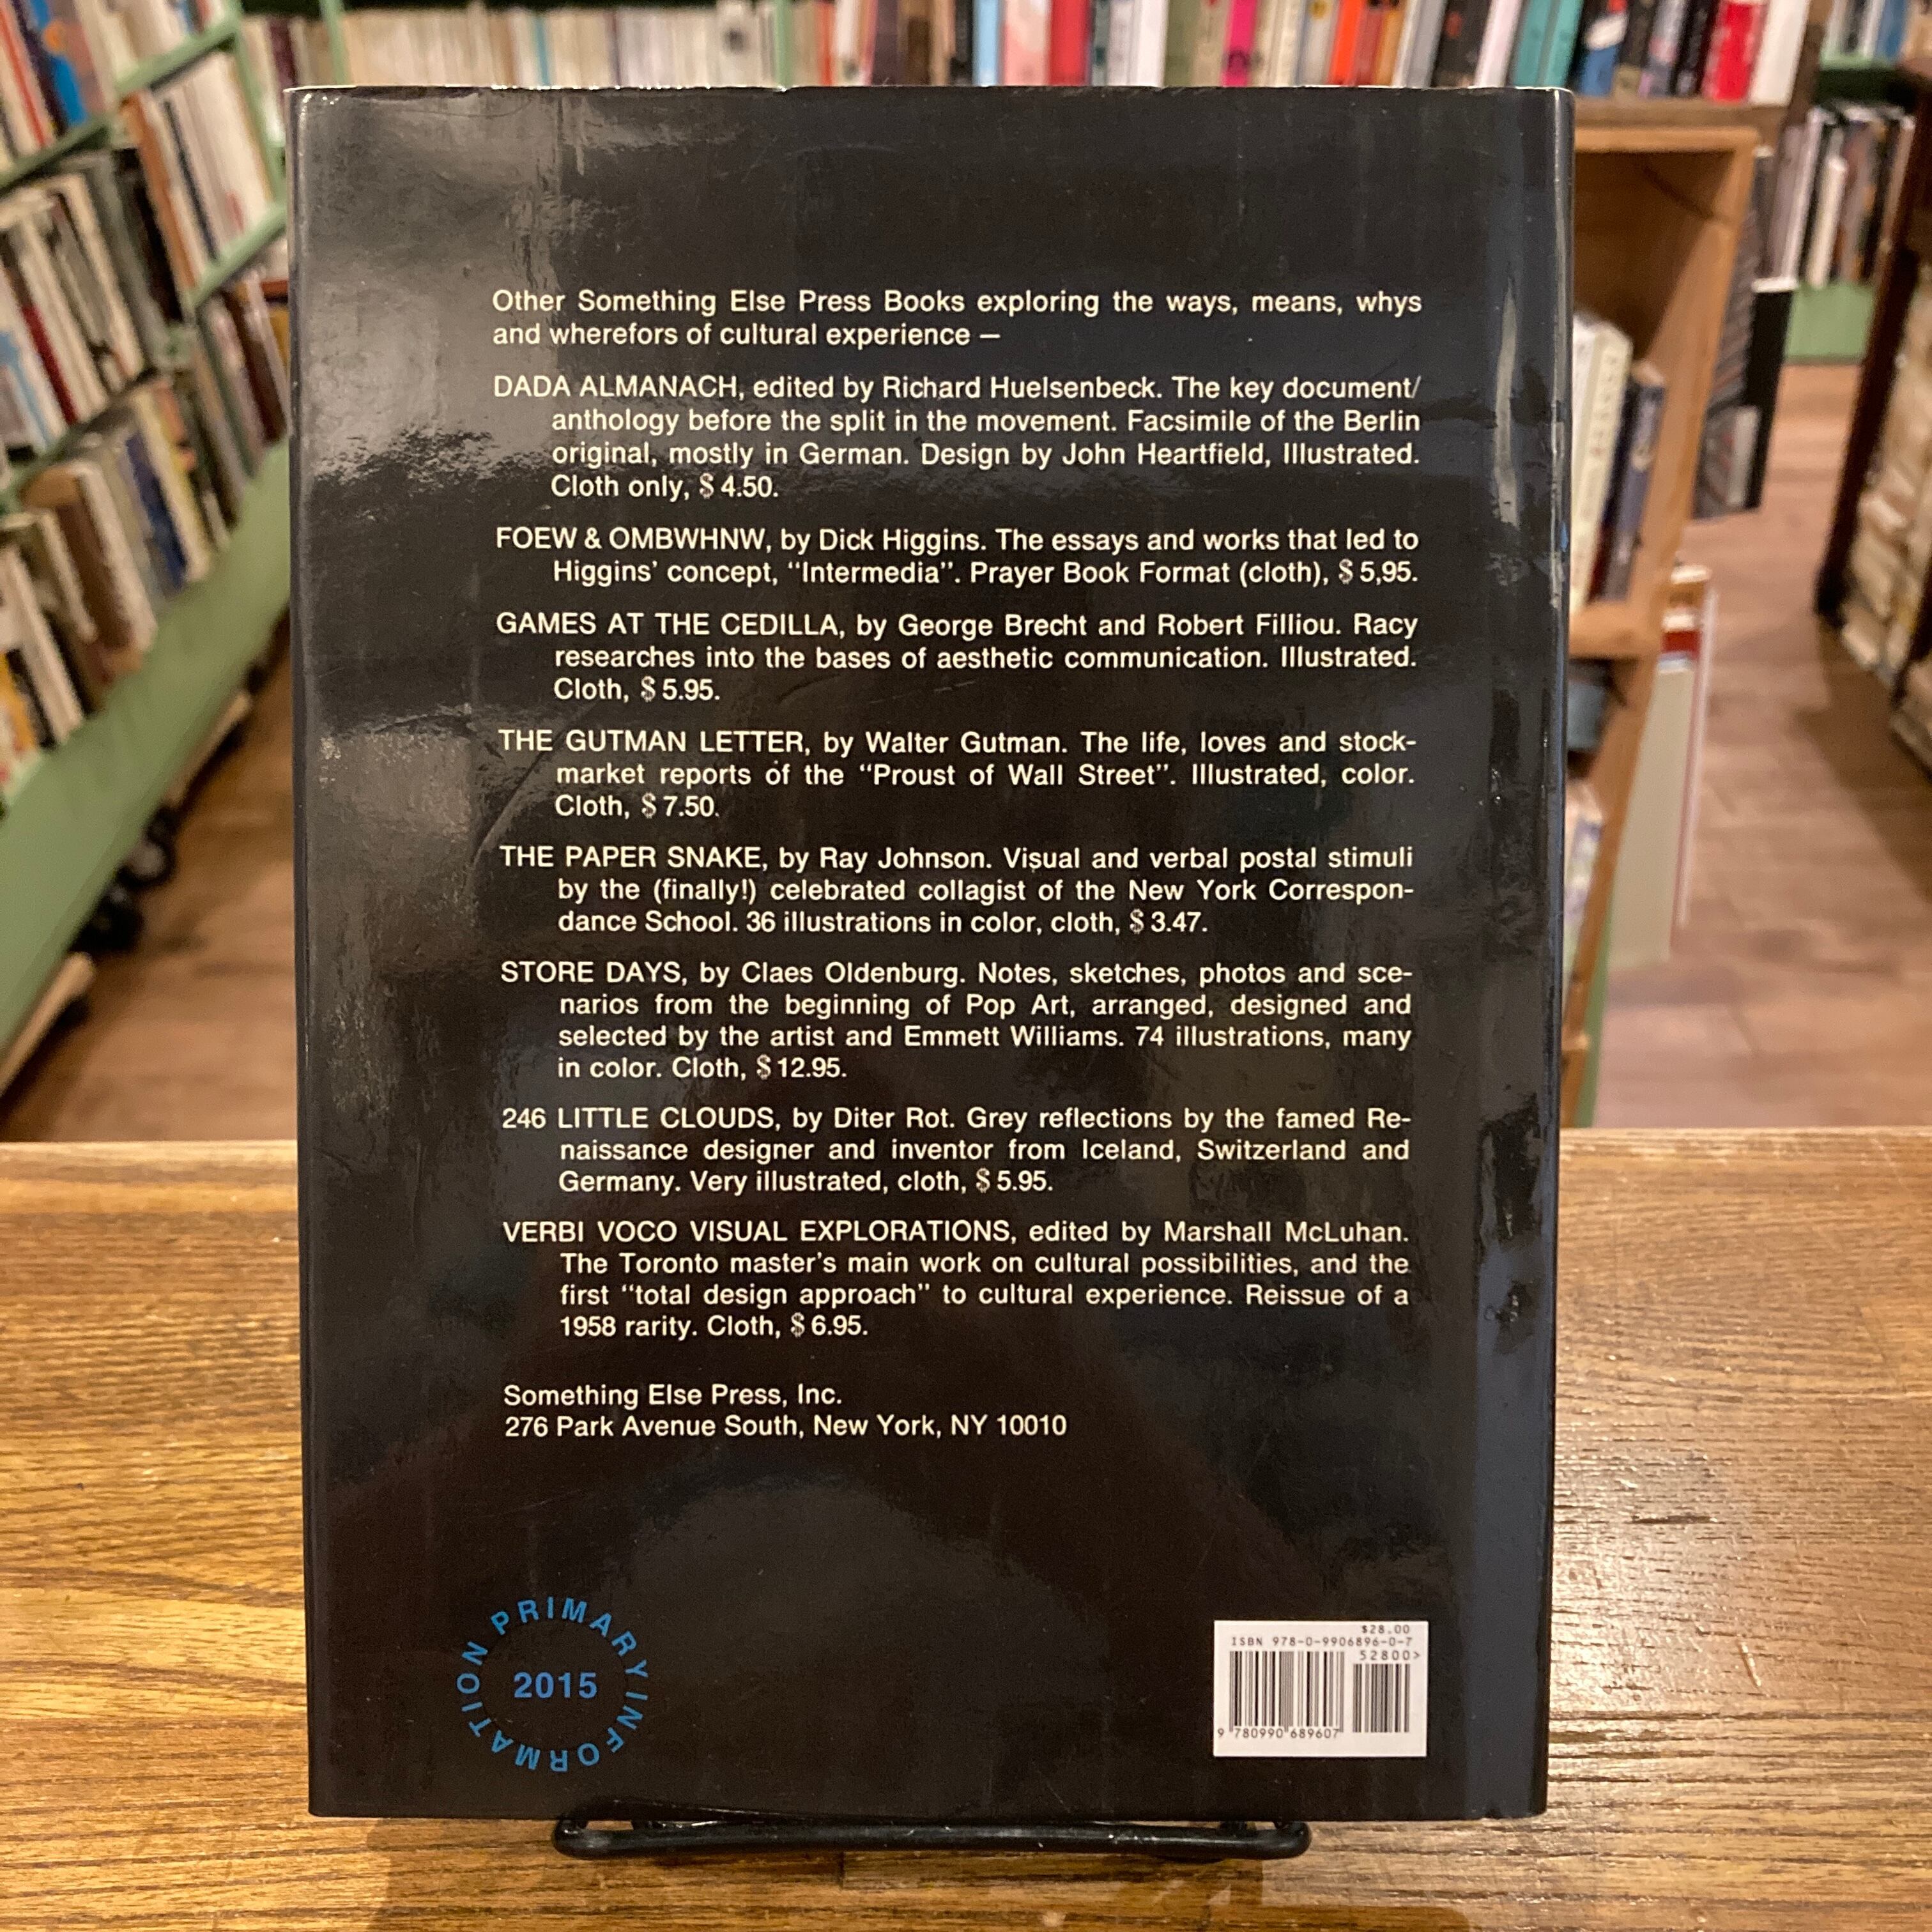 Other Something Else Press Books exploring the ways, means, whys
and wherefors of cultural experience —
DADA ALMANACH, edited by Richard Huelsenbeck. The key document/
anthology before the split in the movement. Facsimile of the Berlin
original, mostly in German. Design by John Heartfield, Illustrated.
Cloth only, $ 4.50.
FOEW & OMBWHNW, by Dick Higgins. The essays and works that led to
Higgins' concept, "Intermedia". Prayer Book Format (cloth), $ 5,95.
GAMES AT THE CEDILLA, by George Brecht and Robert Filliou. Racy
researches into the bases of aesthetic communication. Illustrated.
Cloth, $ 5.95.
THE GUTMAN LETTER, by Walter Gutman. The life, loves and stock-
market reports of the "Proust of Wall Street". Illustrated, color.
Cloth, $ 7.50.
THE PAPER SNAKE, by Ray Johnson. Visual and verbal postal stimuli
by the (finally!) celebrated collagist of the New York Correspon-
dance School. 36 illustrations in color, cloth, $ 3.47.
STORE DAYS, by Claes Oldenburg. Notes, sketches, photos and sce-
narios from the beginning of Pop Art, arranged, designed and
selected by the artist and Emmett Williams. 74 illustrations, many
in color. Cloth, $ 12.95.
246 LITTLE CLOUDS, by Diter Rot. Grey reflections by the famed Re-
naissance designer and inventor from Iceland, Switzerland and
Germany. Very illustrated, cloth, $ 5.95.
VERBI VOCO VISUAL EXPLORATIONS, edited by Marshall McLuhan.
The Toronto master's main work on cultural possibilities, and the
first "total design approach" to cultural experience. Reissue of a
1958 rarity. Cloth, $ 6.95.
Something Else Press, Inc.
276 Park Avenue South, New York, NY 10010
PRIMARY INFORMATION
2015
$28.00
ISBN 978-0-9906896-0-7
52800>
9 780990 689607